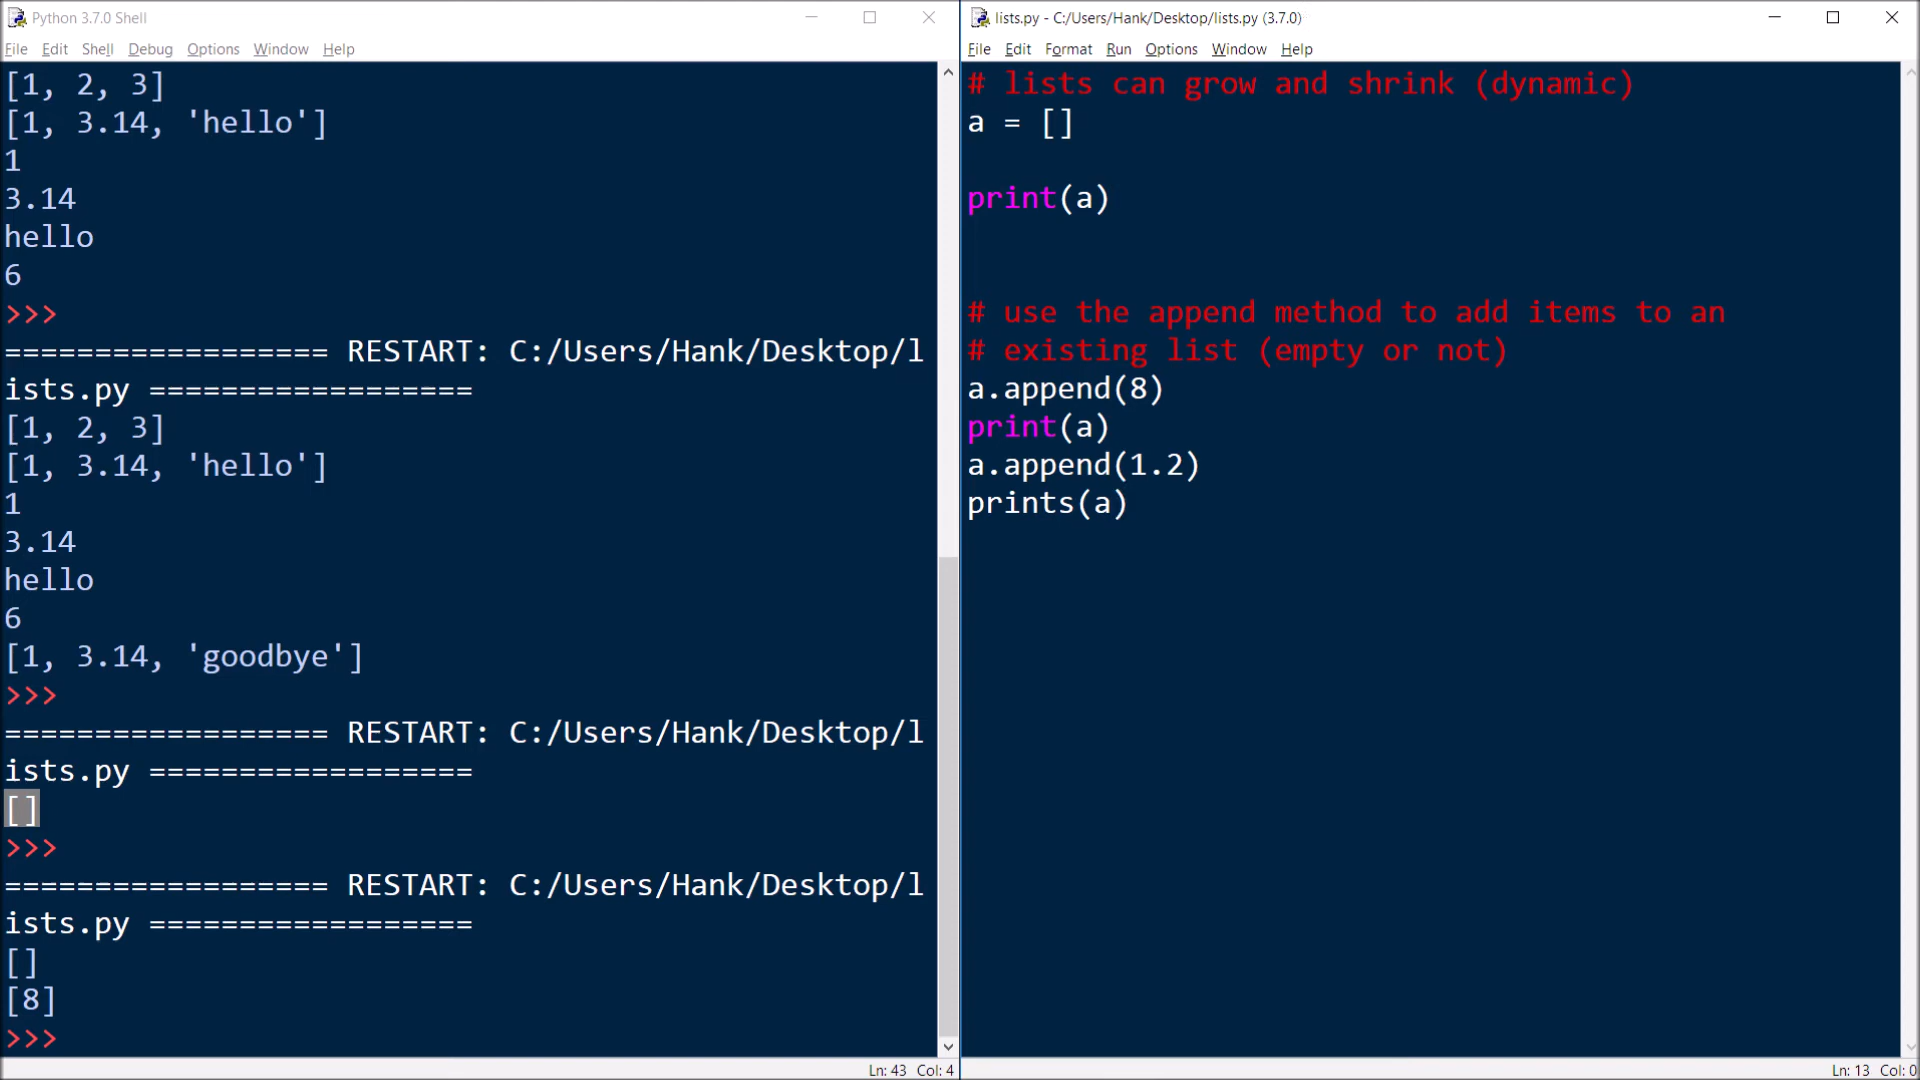 Python 3.7.0 Shell
File Edit Shell Debug Options Window Help
[1, 2, 3]
[1, 3.14, 'hello']
1
3.14
hello
6
>>>
================== RESTART: C:/Users/Hank/Desktop/l
ists.py ==================
[1, 2, 3]
[1, 3.14, 'hello']
1
3.14
hello
6
[1, 3.14, 'goodbye']
>>>
================== RESTART: C:/Users/Hank/Desktop/l
ists.py ==================
[]
>>>
================== RESTART: C:/Users/Hank/Desktop/l
ists.py ==================
[]
[8]
>>>
Ln: 43 Col: 4
lists.py - C:/Users/Hank/Desktop/lists.py (3.7.0)
File Edit Format Run Options Window Help
# lists can grow and shrink (dynamic)
a = []
print(a)
# use the append method to add items to an
# existing list (empty or not)
a.append(8)
print(a)
a.append(1.2)
prints(a)
Ln: 13 Col: 0